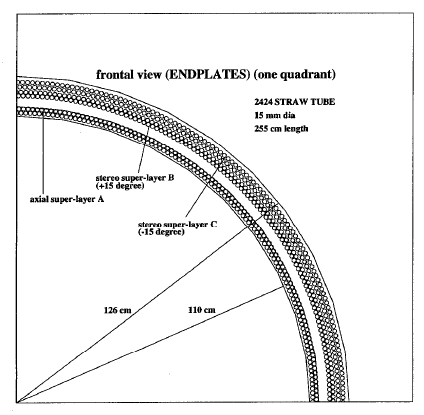 frontal view (ENDPLATES) (one quadrant)
2424 STRAW TUBE
15 mm dia
255 cm length
stereo super-layer B
(+15 degree)
axial super-layer A
stereo super-layer C
(-15 degree)
126 cm
110 cm